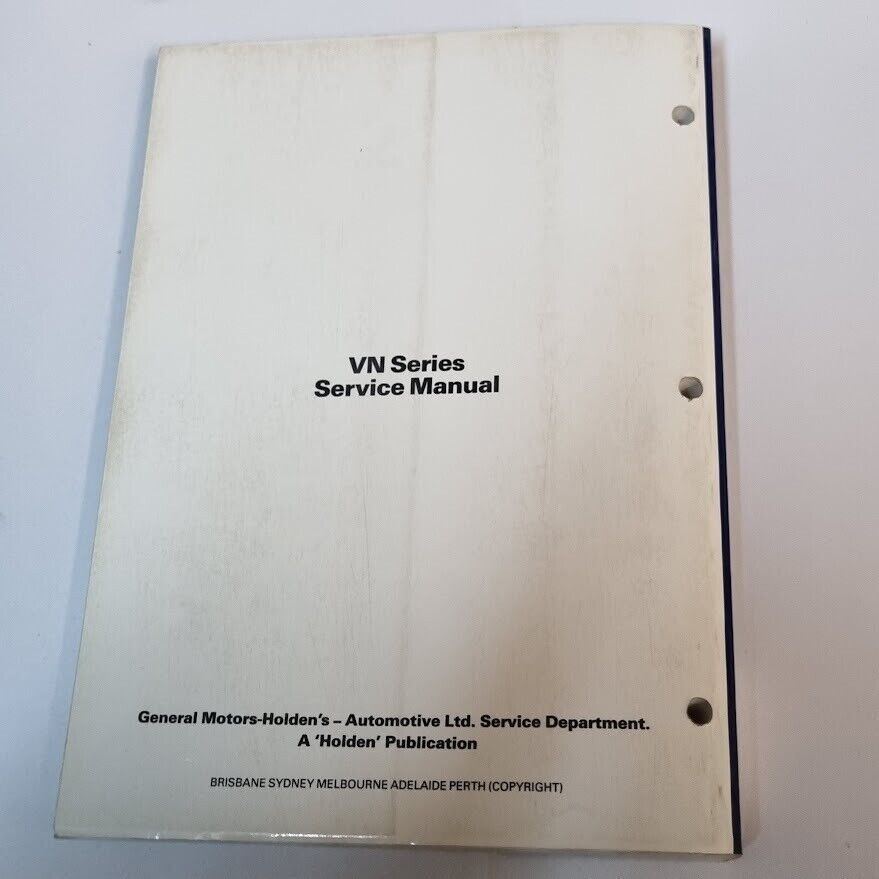 VN Series
Service Manual
General Motors-Holden's – Automotive Ltd. Service Department.
A 'Holden' Publication
BRISBANE SYDNEY MELBOURNE ADELAIDE PERTH (COPYRIGHT)